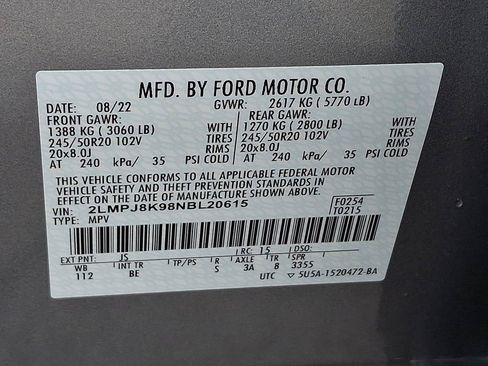 MFD. BY FORD MOTOR CO.
DATE: 08/22 GVWR: 2617 KG ( 5770 LB)
FRONT GAWR: REAR GAWR:
1388 KG ( 3060 LB) WITH 1270 KG ( 2800 LB) WITH
245/50R20 102V TIRES 245/50R20 102V TIRES
20x8.0J RIMS 20x8.0J RIMS
AT 240 kPa/ 35 PSI COLD AT 240 kPa/ 35 PSI COLD
THIS VEHICLE CONFORMS TO ALL APPLICABLE FEDERAL MOTOR
VEHICLE SAFETY AND THEFT PREVENTION STANDARDS IN
EFFECT ON THE DATE OF MANUFACTURE SHOWN ABOVE.
VIN: 2LMPJ8K98NBL20615 F0254
TYPE: MPV T0215
EXT PNT: JS RC: 15 DSO:
WB INT TR TP/PS R AXLE TR SPR
112 BE S 3A 8 3355
UTC ▽5U5A-1520472-BA